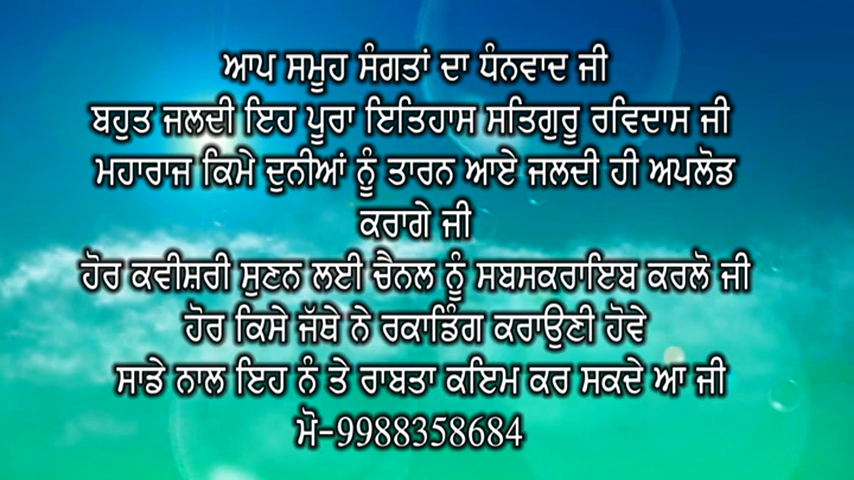 ਆਪ ਸਮੂਹ ਸੰਗਤਾਂ ਦਾ ਧੰਨਵਾਦ ਜੀ
ਬਹੁਤ ਜਲਦੀ ਇਹ ਪੂਰਾ ਇਤਿਹਾਸ ਸਤਿਗੁਰੂ ਰਵਿਦਾਸ ਜੀ
ਮਹਾਰਾਜ ਕਿਮੇ ਦੁਨੀਆਂ ਨੂੰ ਤਾਰਨ ਆਏ ਜਲਦੀ ਹੀ ਅਪਲੋਡ
ਕਰਾਗੇ ਜੀ
ਹੋਰ ਕਵੀਸ਼ਰੀ ਸੁਣਨ ਲਈ ਚੈਨਲ ਨੂੰ ਸਬਸਕਰਾਇਬ ਕਰਲੋ ਜੀ
ਹੋਰ ਕਿਸੇ ਜੱਥੇ ਨੇ ਰਕਾਡਿੰਗ ਕਰਾਉਣੀ ਹੋਵੇ
ਸਾਡੇ ਨਾਲ ਇਹ ਨੰ ਤੇ ਰਾਬਤਾ ਕਇਮ ਕਰ ਸਕਦੇ ਆ ਜੀ
ਮੋ-9988358684